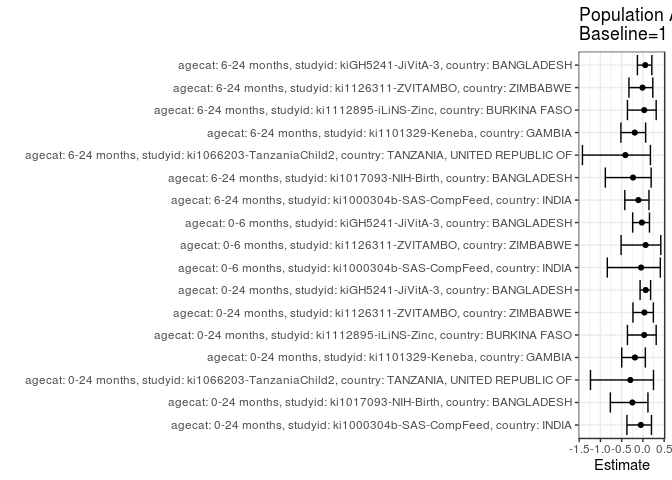 Population
Baseline=1
agecat: 6-24 months, studyid: kiGH5241-JiVitA-3, country: BANGLADESH
agecat: 6-24 months, studyid: ki1126311-ZVITAMBO, country: ZIMBABWE
agecat: 6-24 months, studyid: ki1112895-iLiNS-Zinc, country: BURKINA FASO
agecat: 6-24 months, studyid: ki1101329-Keneba, country: GAMBIA
agecat: 6-24 months, studyid: ki1066203-TanzaniaChild2, country: TANZANIA, UNITED REPUBLIC OF
agecat: 6-24 months, studyid: ki1017093-NIH-Birth, country: BANGLADESH
agecat: 6-24 months, studyid: ki1000304b-SAS-CompFeed, country: INDIA
agecat: 0-6 months, studyid: kiGH5241-JiVitA-3, country: BANGLADESH
agecat: 0-6 months, studyid: ki1126311-ZVITAMBO, country: ZIMBABWE
agecat: 0-6 months, studyid: ki1000304b-SAS-CompFeed, country: INDIA
agecat: 0-24 months, studyid: kiGH5241-JiVitA-3, country: BANGLADESH
agecat: 0-24 months, studyid: ki1126311-ZVITAMBO, country: ZIMBABWE
agecat: 0-24 months, studyid: ki1112895-iLiNS-Zinc, country: BURKINA FASO
agecat: 0-24 months, studyid: ki1101329-Keneba, country: GAMBIA
agecat: 0-24 months, studyid: ki1066203-TanzaniaChild2, country: TANZANIA, UNITED REPUBLIC OF
agecat: 0-24 months, studyid: ki1017093-NIH-Birth, country: BANGLADESH
agecat: 0-24 months, studyid: ki1000304b-SAS-CompFeed, country: INDIA
-1.5 -1.0 -0.5 0.0 0.5
Estimate